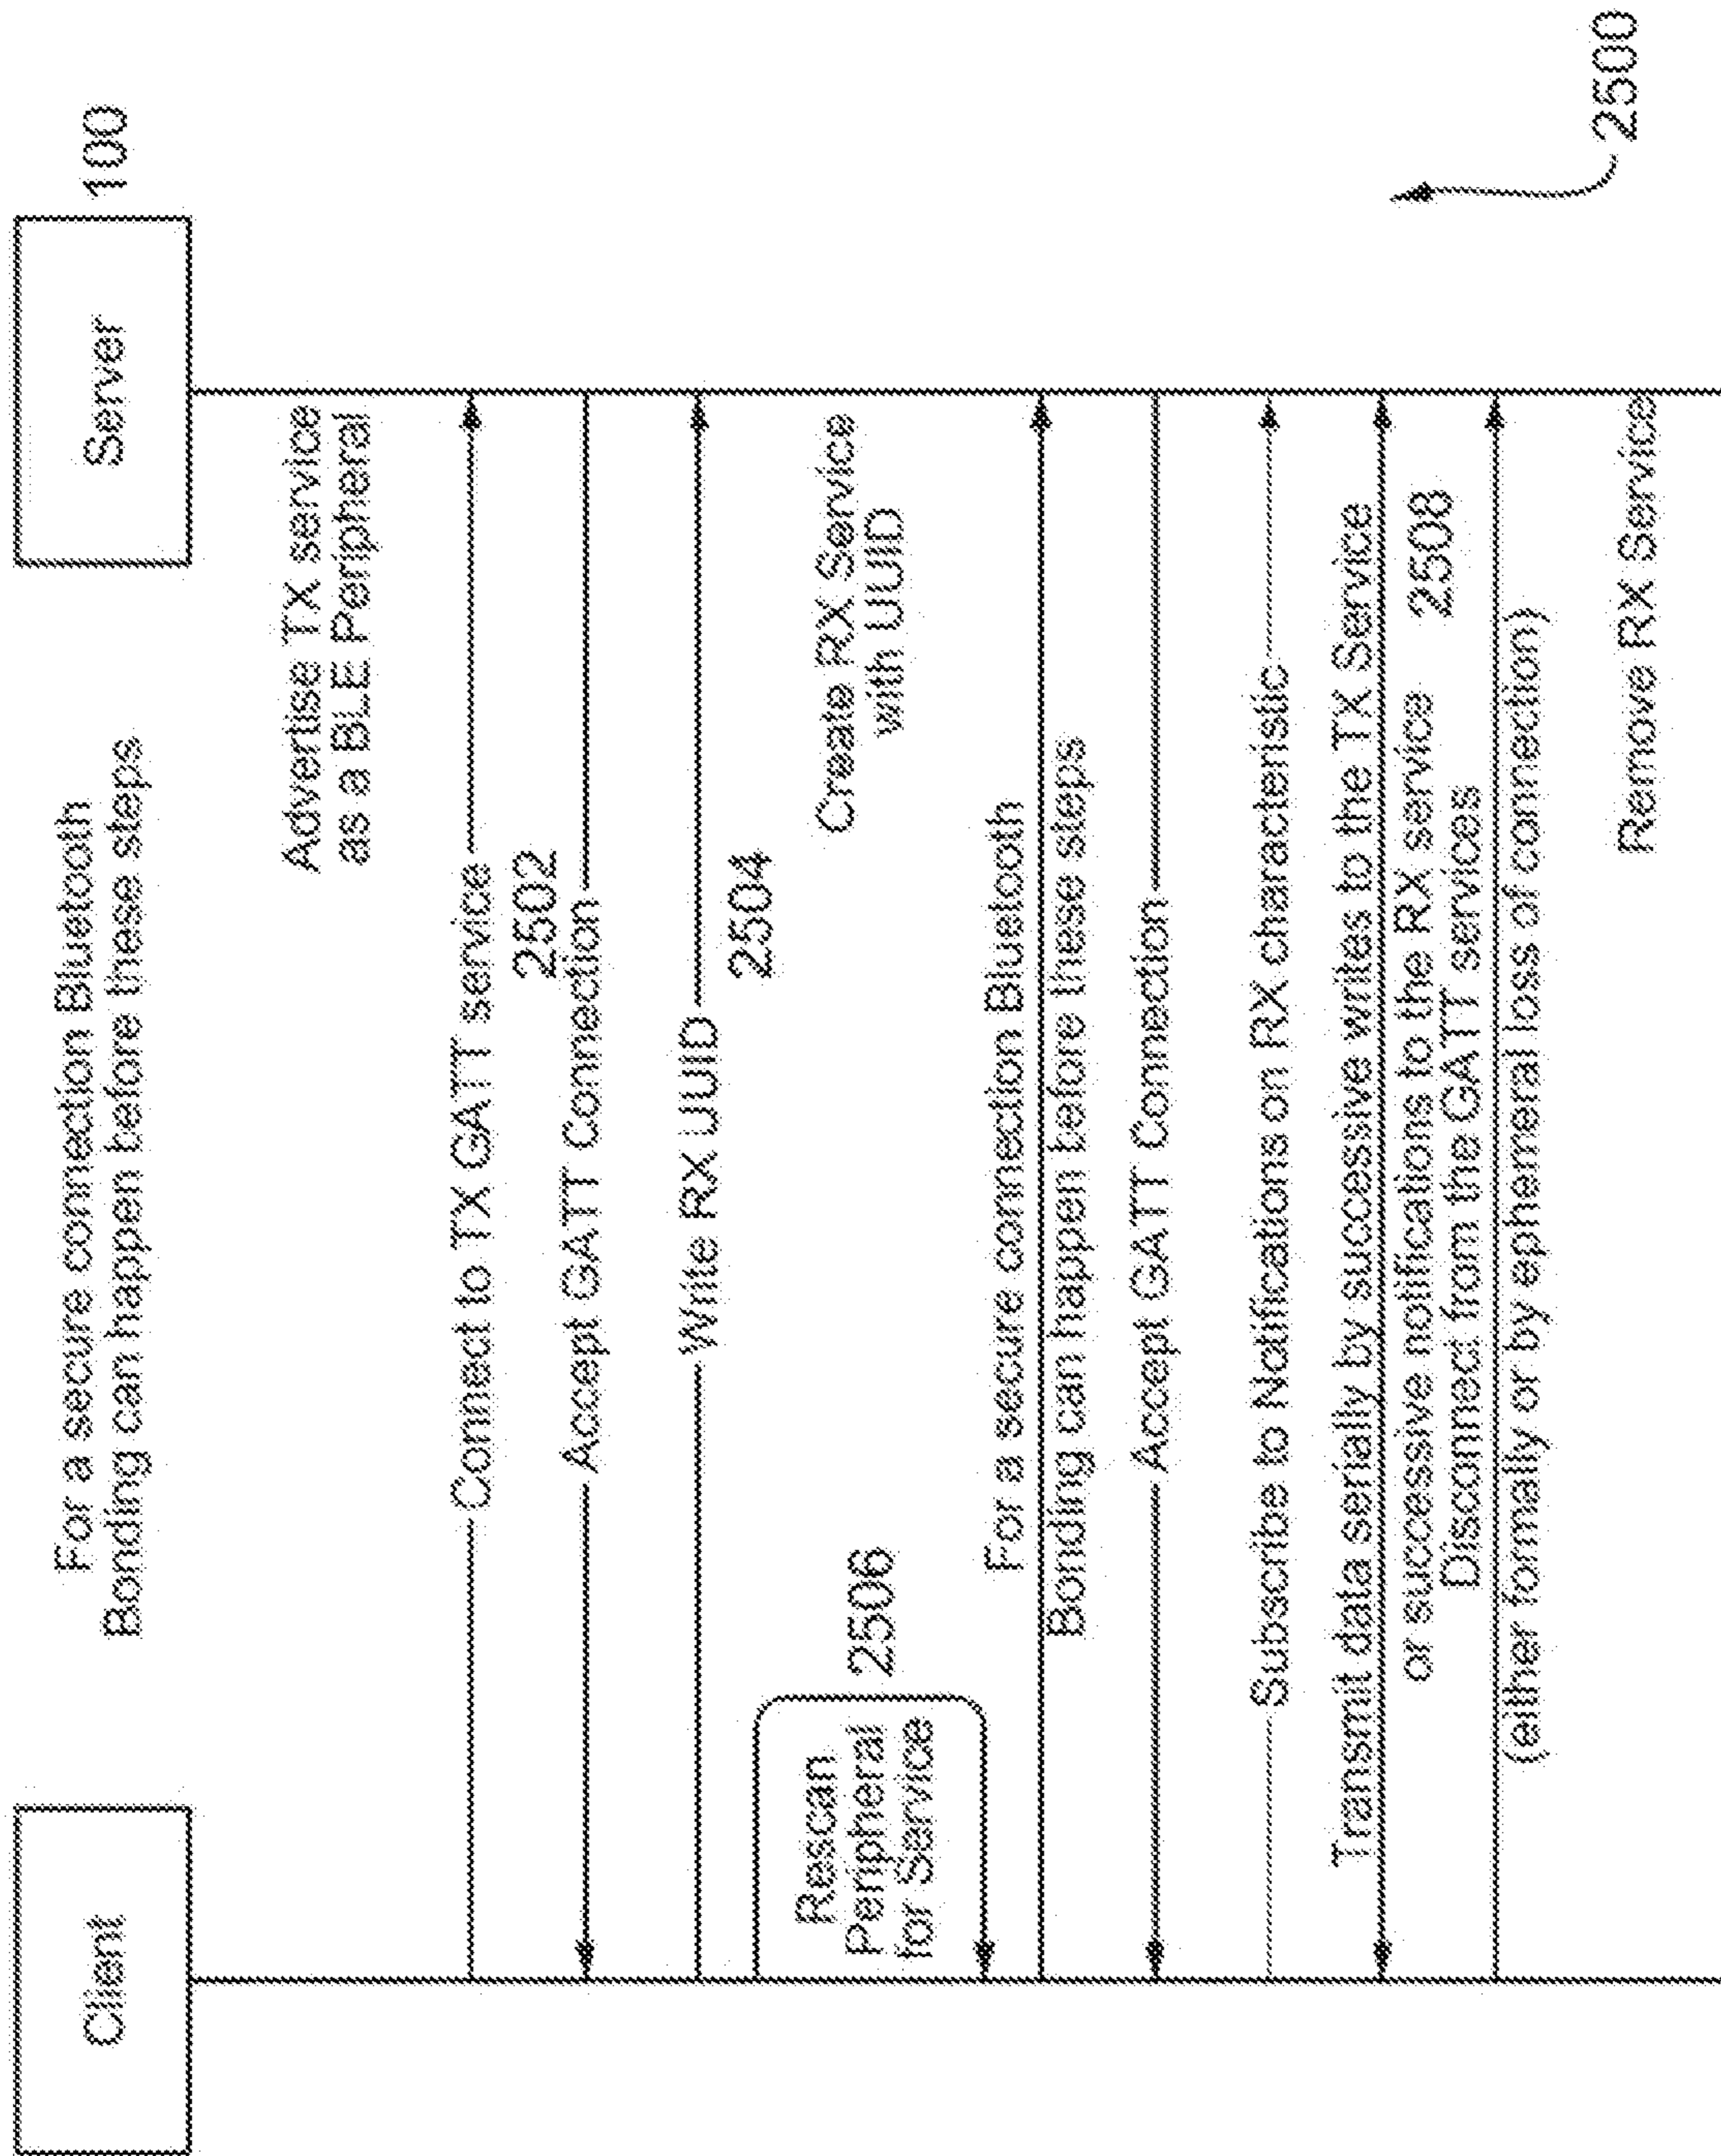 Client
Server
100
For a secure connection Bluetooth
Bonding can happen before these steps
Advertise TX service
as a BLE Peripheral
Connect to TX GATT service
2502
Accept GATT Connection
Write RX UUID
2504
Rescan
Peripheral
for Service
2506
Create RX Service
with UUID
For a secure connection Bluetooth
Bonding can happen before these steps
Accept GATT Connection
Subscribe to Notifications on RX characteristic
Transmit data serially by successive writes to the TX Service
or successive notifications to the RX service
2508
Disconnect from the GATT services
(either formally or by ephemeral loss of connection)
Remove RX Service
2500